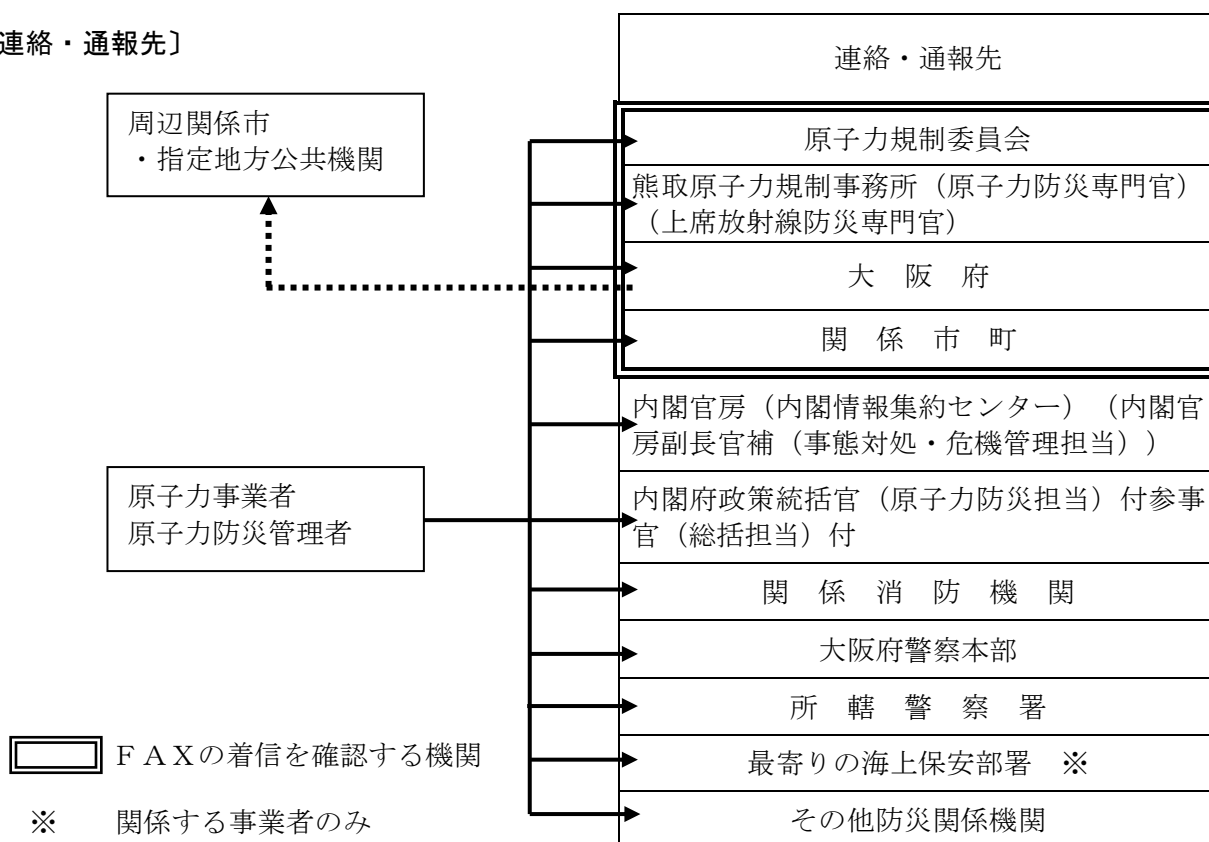 連絡・通報先〕
連絡・通報先
周辺関係市
・指定地方公共機関
原子力規制委員会
熊取原子力規制事務所（原子力防災専門官）
（上席放射線防災専門官）
大　阪　府
関　係　市　町
内閣官房（内閣情報集約センター）（内閣官
房副長官補（事態対処・危機管理担当））
原子力事業者
原子力防災管理者
内閣府政策統括官（原子力防災担当）付参事
官（総括担当）付
関　係　消　防　機　関
大阪府警察本部
所　轄　警　察　署
最寄りの海上保安部署　※
その他防災関係機関
ＦＡＸの着信を確認する機関
※　　関係する事業者のみ